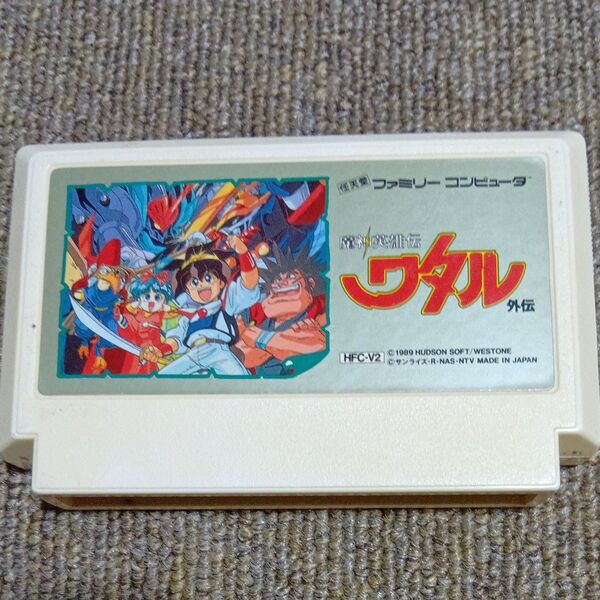 任天堂 ファミリー コンピュータ™
魔神英雄伝
ワタル
外伝
HFC-V2
©1989 HUDSON SOFT/WESTONE
©サンライズ・R・NAS・NTV MADE IN JAPAN